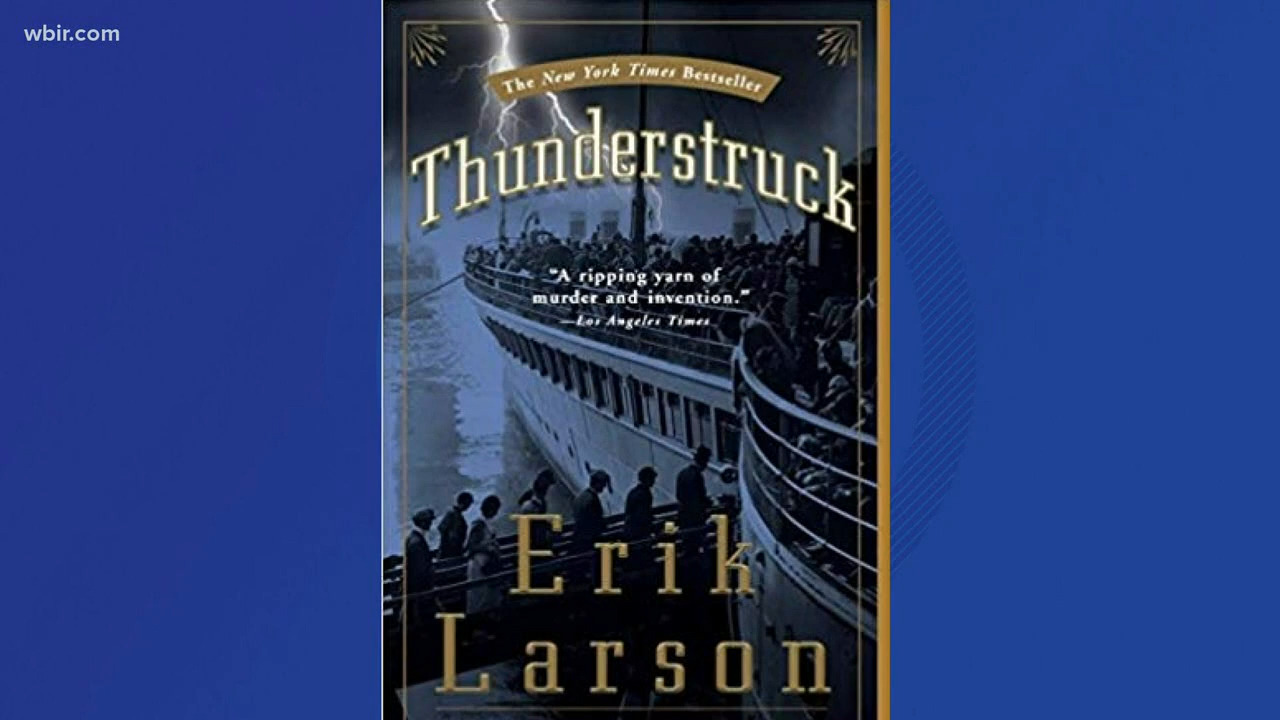 wbir.com
The New York Times Bestseller
Thunderstruck
“A ripping yarn of
murder and invention.”
—Los Angeles Times
Erik
Larson